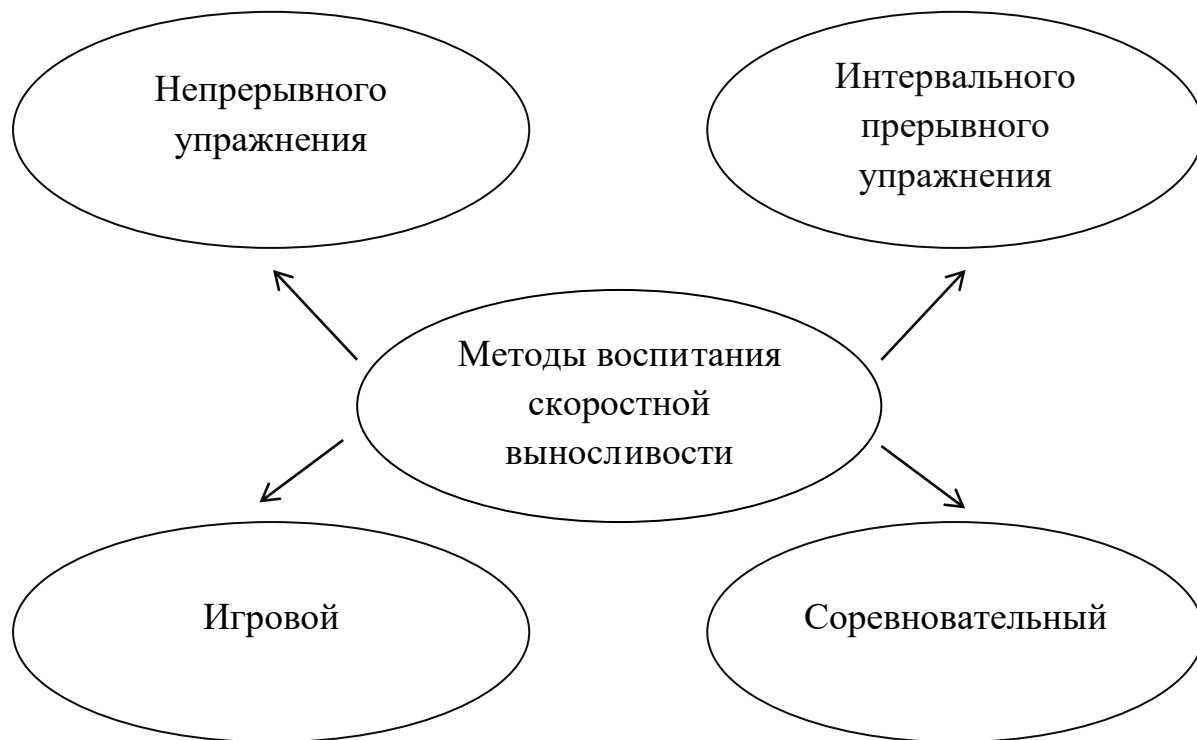 Непрерывного
упражнения
Интервального
прерывного
упражнения
Методы воспитания
скоростной
выносливости
Игровой
Соревновательный